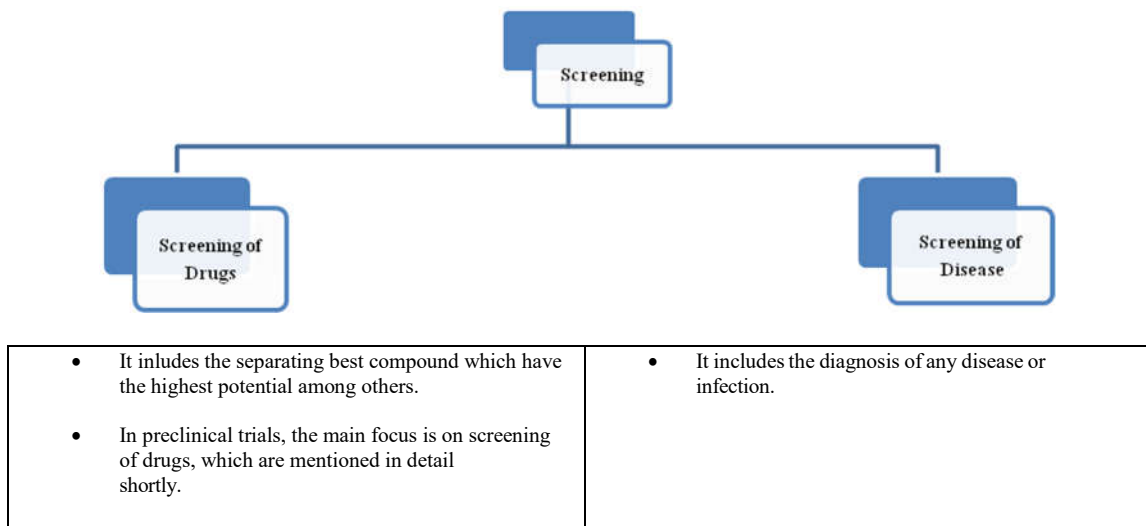 Screening
Screening of
Drugs
Screening of
Disease
• It inludes the separating best compound which have
the highest potential among others.
• In preclinical trials, the main focus is on screening
of drugs, which are mentioned in detail
shortly.
• It includes the diagnosis of any disease or
infection.